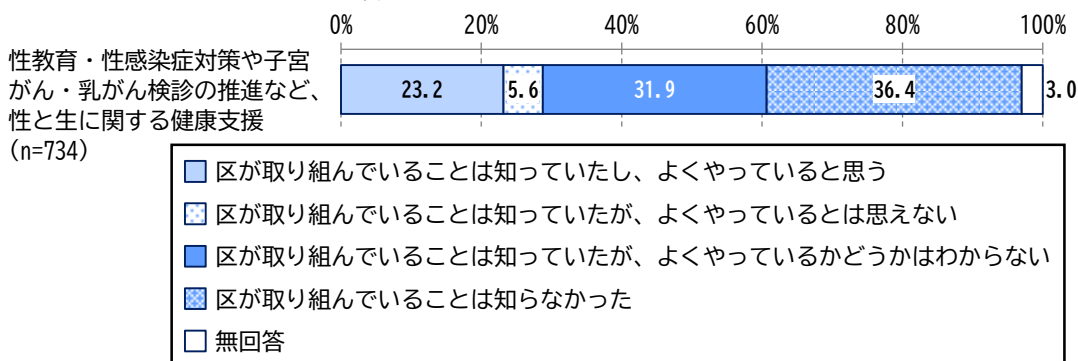 0% 20% 40% 60% 80% 100%
性教育・性感染症対策や子宮
がん・乳がん検診の推進など、
性と生に関する健康支援
(n=734)
23.2 5.6 31.9 36.4 3.0
区が取り組んでいることは知っていたし、よくやっていると思う
区が取り組んでいることは知っていたが、よくやっているとは思えない
区が取り組んでいることは知っていたが、よくやっているかどうかはわからない
区が取り組んでいることは知らなかった
無回答